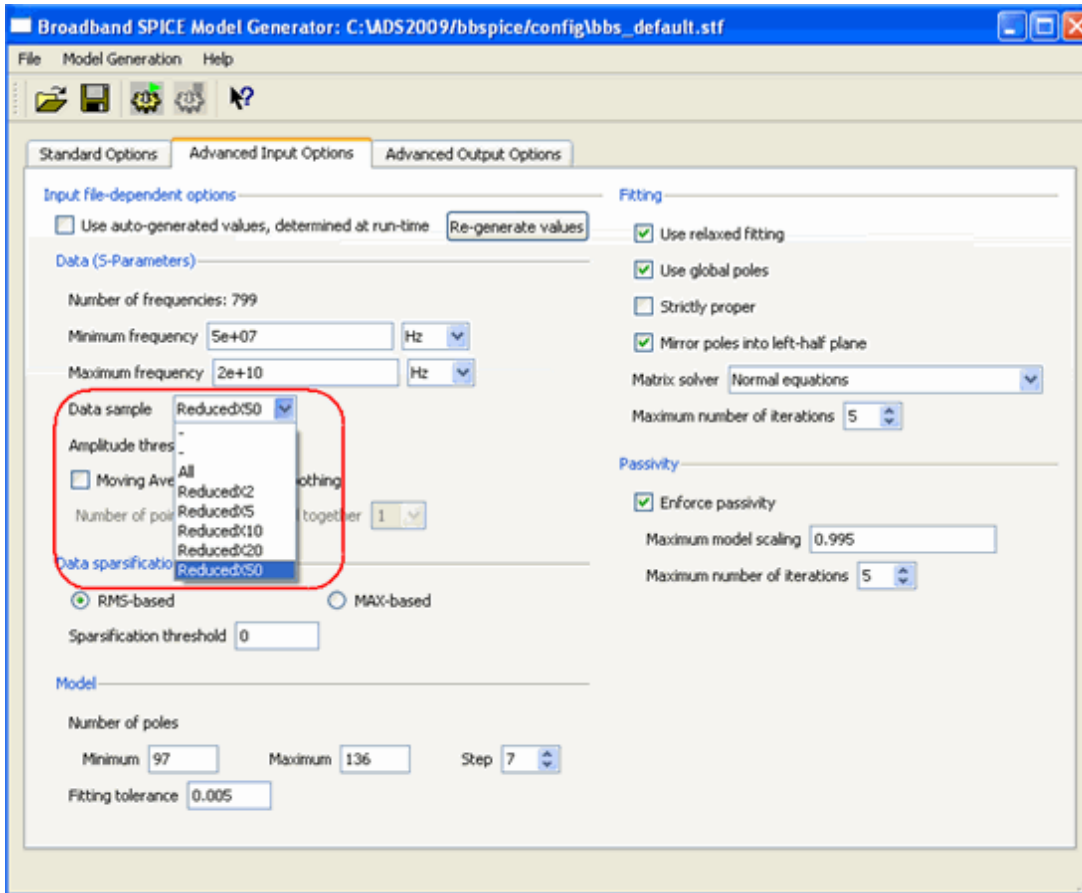 Broadband SPICE Model Generator: C:\ADS2009/bbspice/config\bbs_default.stf
File Model Generation Help
Standard Options Advanced Input Options Advanced Output Options
Input file-dependent options
Use auto-generated values, determined at run-time Re-generate values
Data (S-Parameters)
Number of frequencies: 799
Minimum frequency 5e+07 Hz
Maximum frequency 2e+10 Hz
Data sample ReducedX50
-
Amplitude thres
-
All
Moving Ave othing
ReducedX2
ReducedX5
Number of poi together 1
ReducedX10
ReducedX20
Data sparsificatio
ReducedX50
RMS-based MAX-based
Sparsification threshold 0
Model
Number of poles
Minimum 97 Maximum 136 Step 7
Fitting tolerance 0.005
Fitting
Use relaxed fitting
Use global poles
Strictly proper
Mirror poles into left-half plane
Matrix solver Normal equations
Maximum number of iterations 5
Passivity
Enforce passivity
Maximum model scaling 0.995
Maximum number of iterations 5